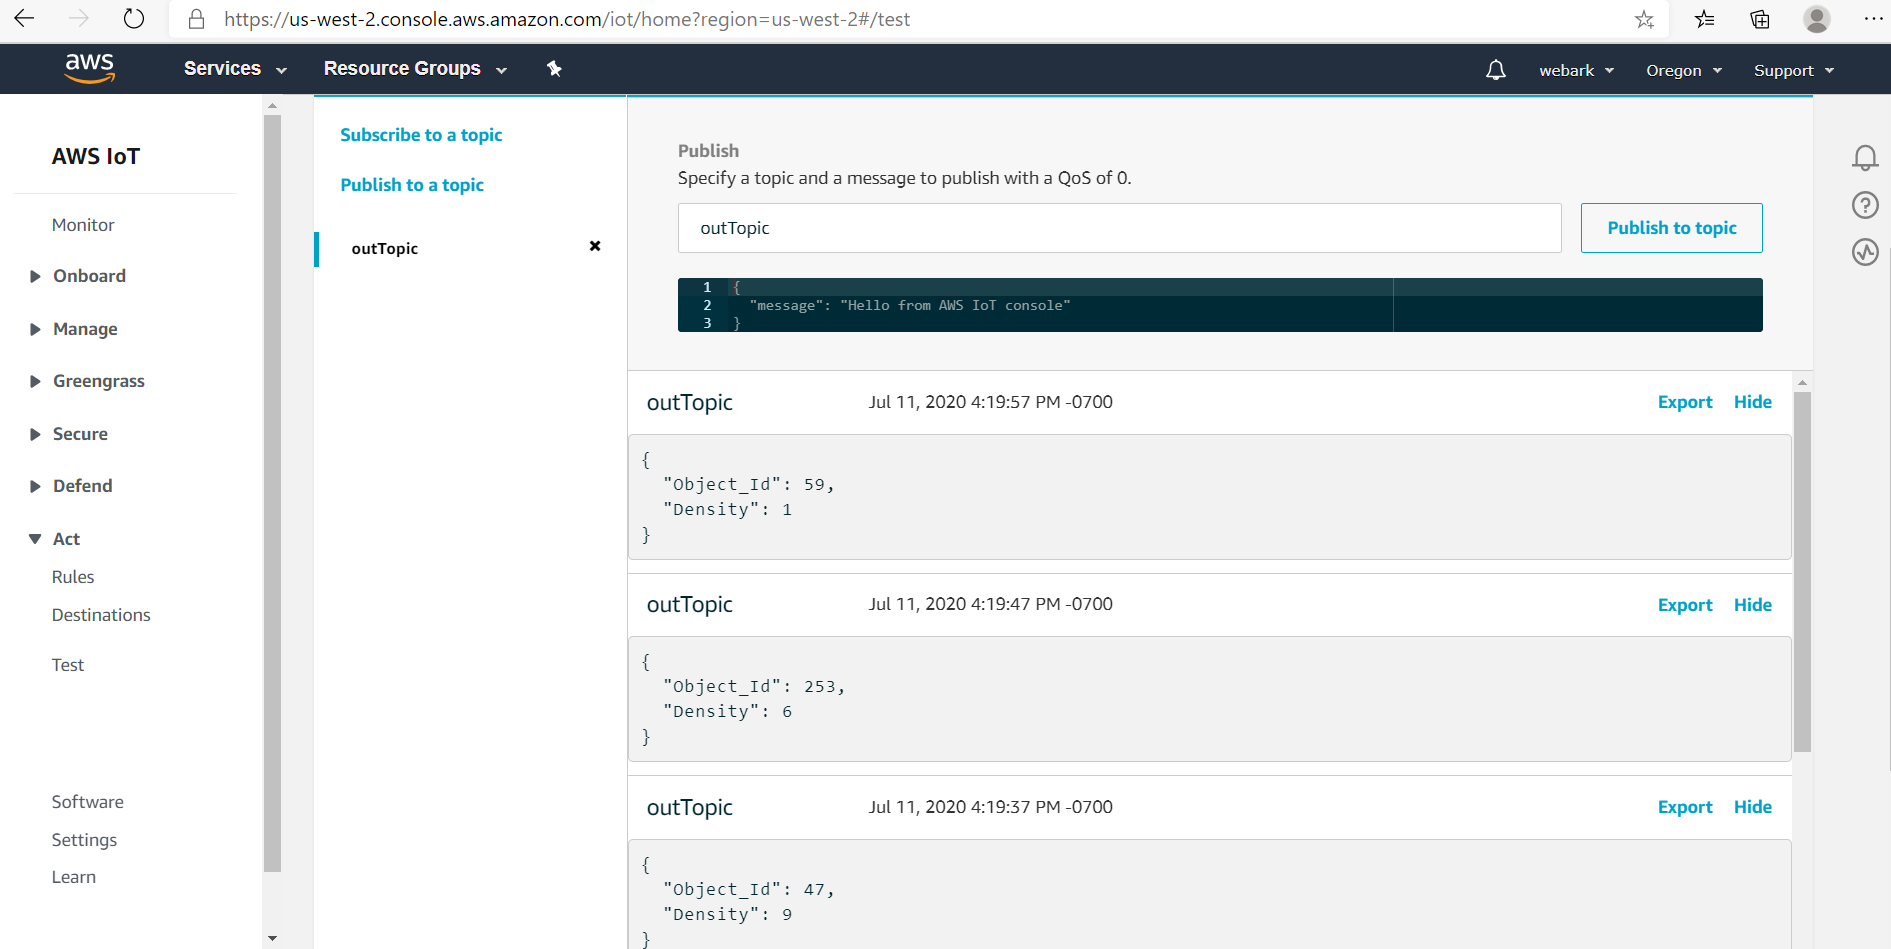 https://us-west-2.console.aws.amazon.com/iot/home?region=us-west-2#/test
aws
Services
Resource Groups
webark
Oregon
Support
AWS IoT
Monitor
Onboard
Manage
Greengrass
Secure
Defend
Act
Rules
Destinations
Test
Software
Settings
Learn
Subscribe to a topic
Publish to a topic
outTopic
Publish
Specify a topic and a message to publish with a QoS of 0.
outTopic
Publish to topic
1 {
2 "message": "Hello from AWS IoT console"
3 }
outTopic Jul 11, 2020 4:19:57 PM -0700 Export Hide
{
"Object_Id": 59,
"Density": 1
}
outTopic Jul 11, 2020 4:19:47 PM -0700 Export Hide
{
"Object_Id": 253,
"Density": 6
}
outTopic Jul 11, 2020 4:19:37 PM -0700 Export Hide
{
"Object_Id": 47,
"Density": 9
}